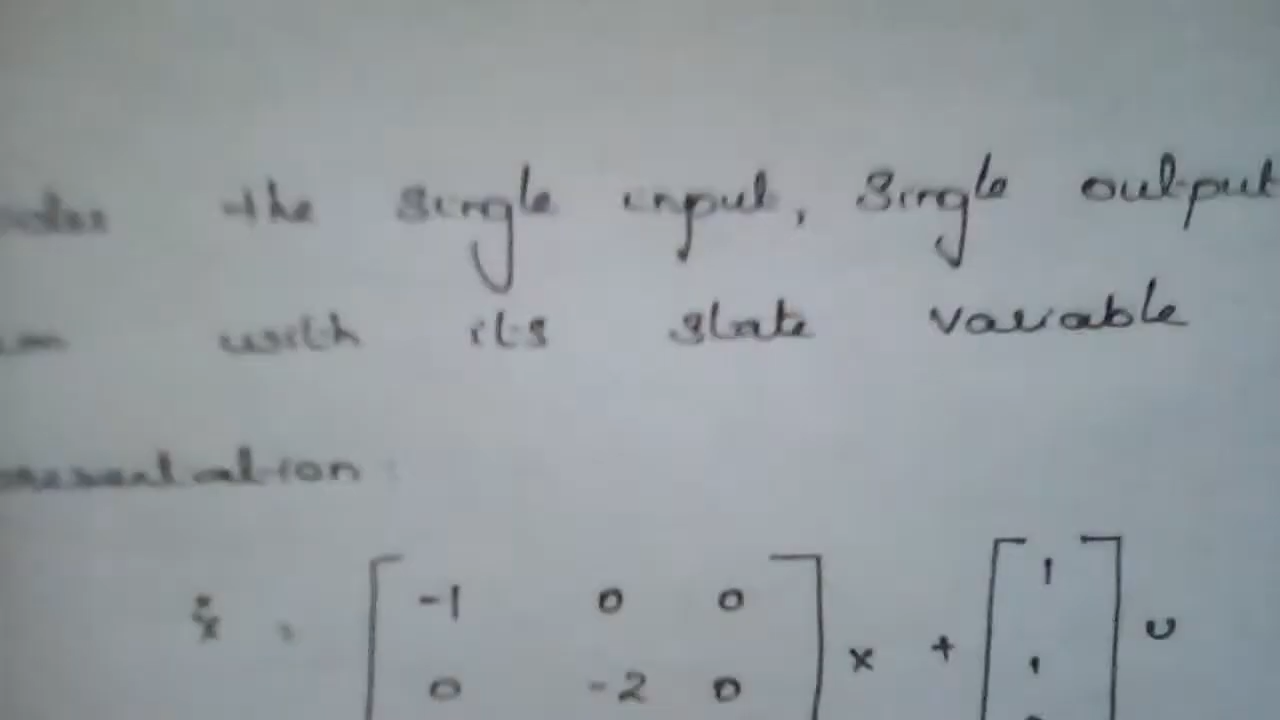 the single input, single output
with its state variable
ẋ = [ -1 0 0 ] x + [ 1 ] u
0 -2 0 1